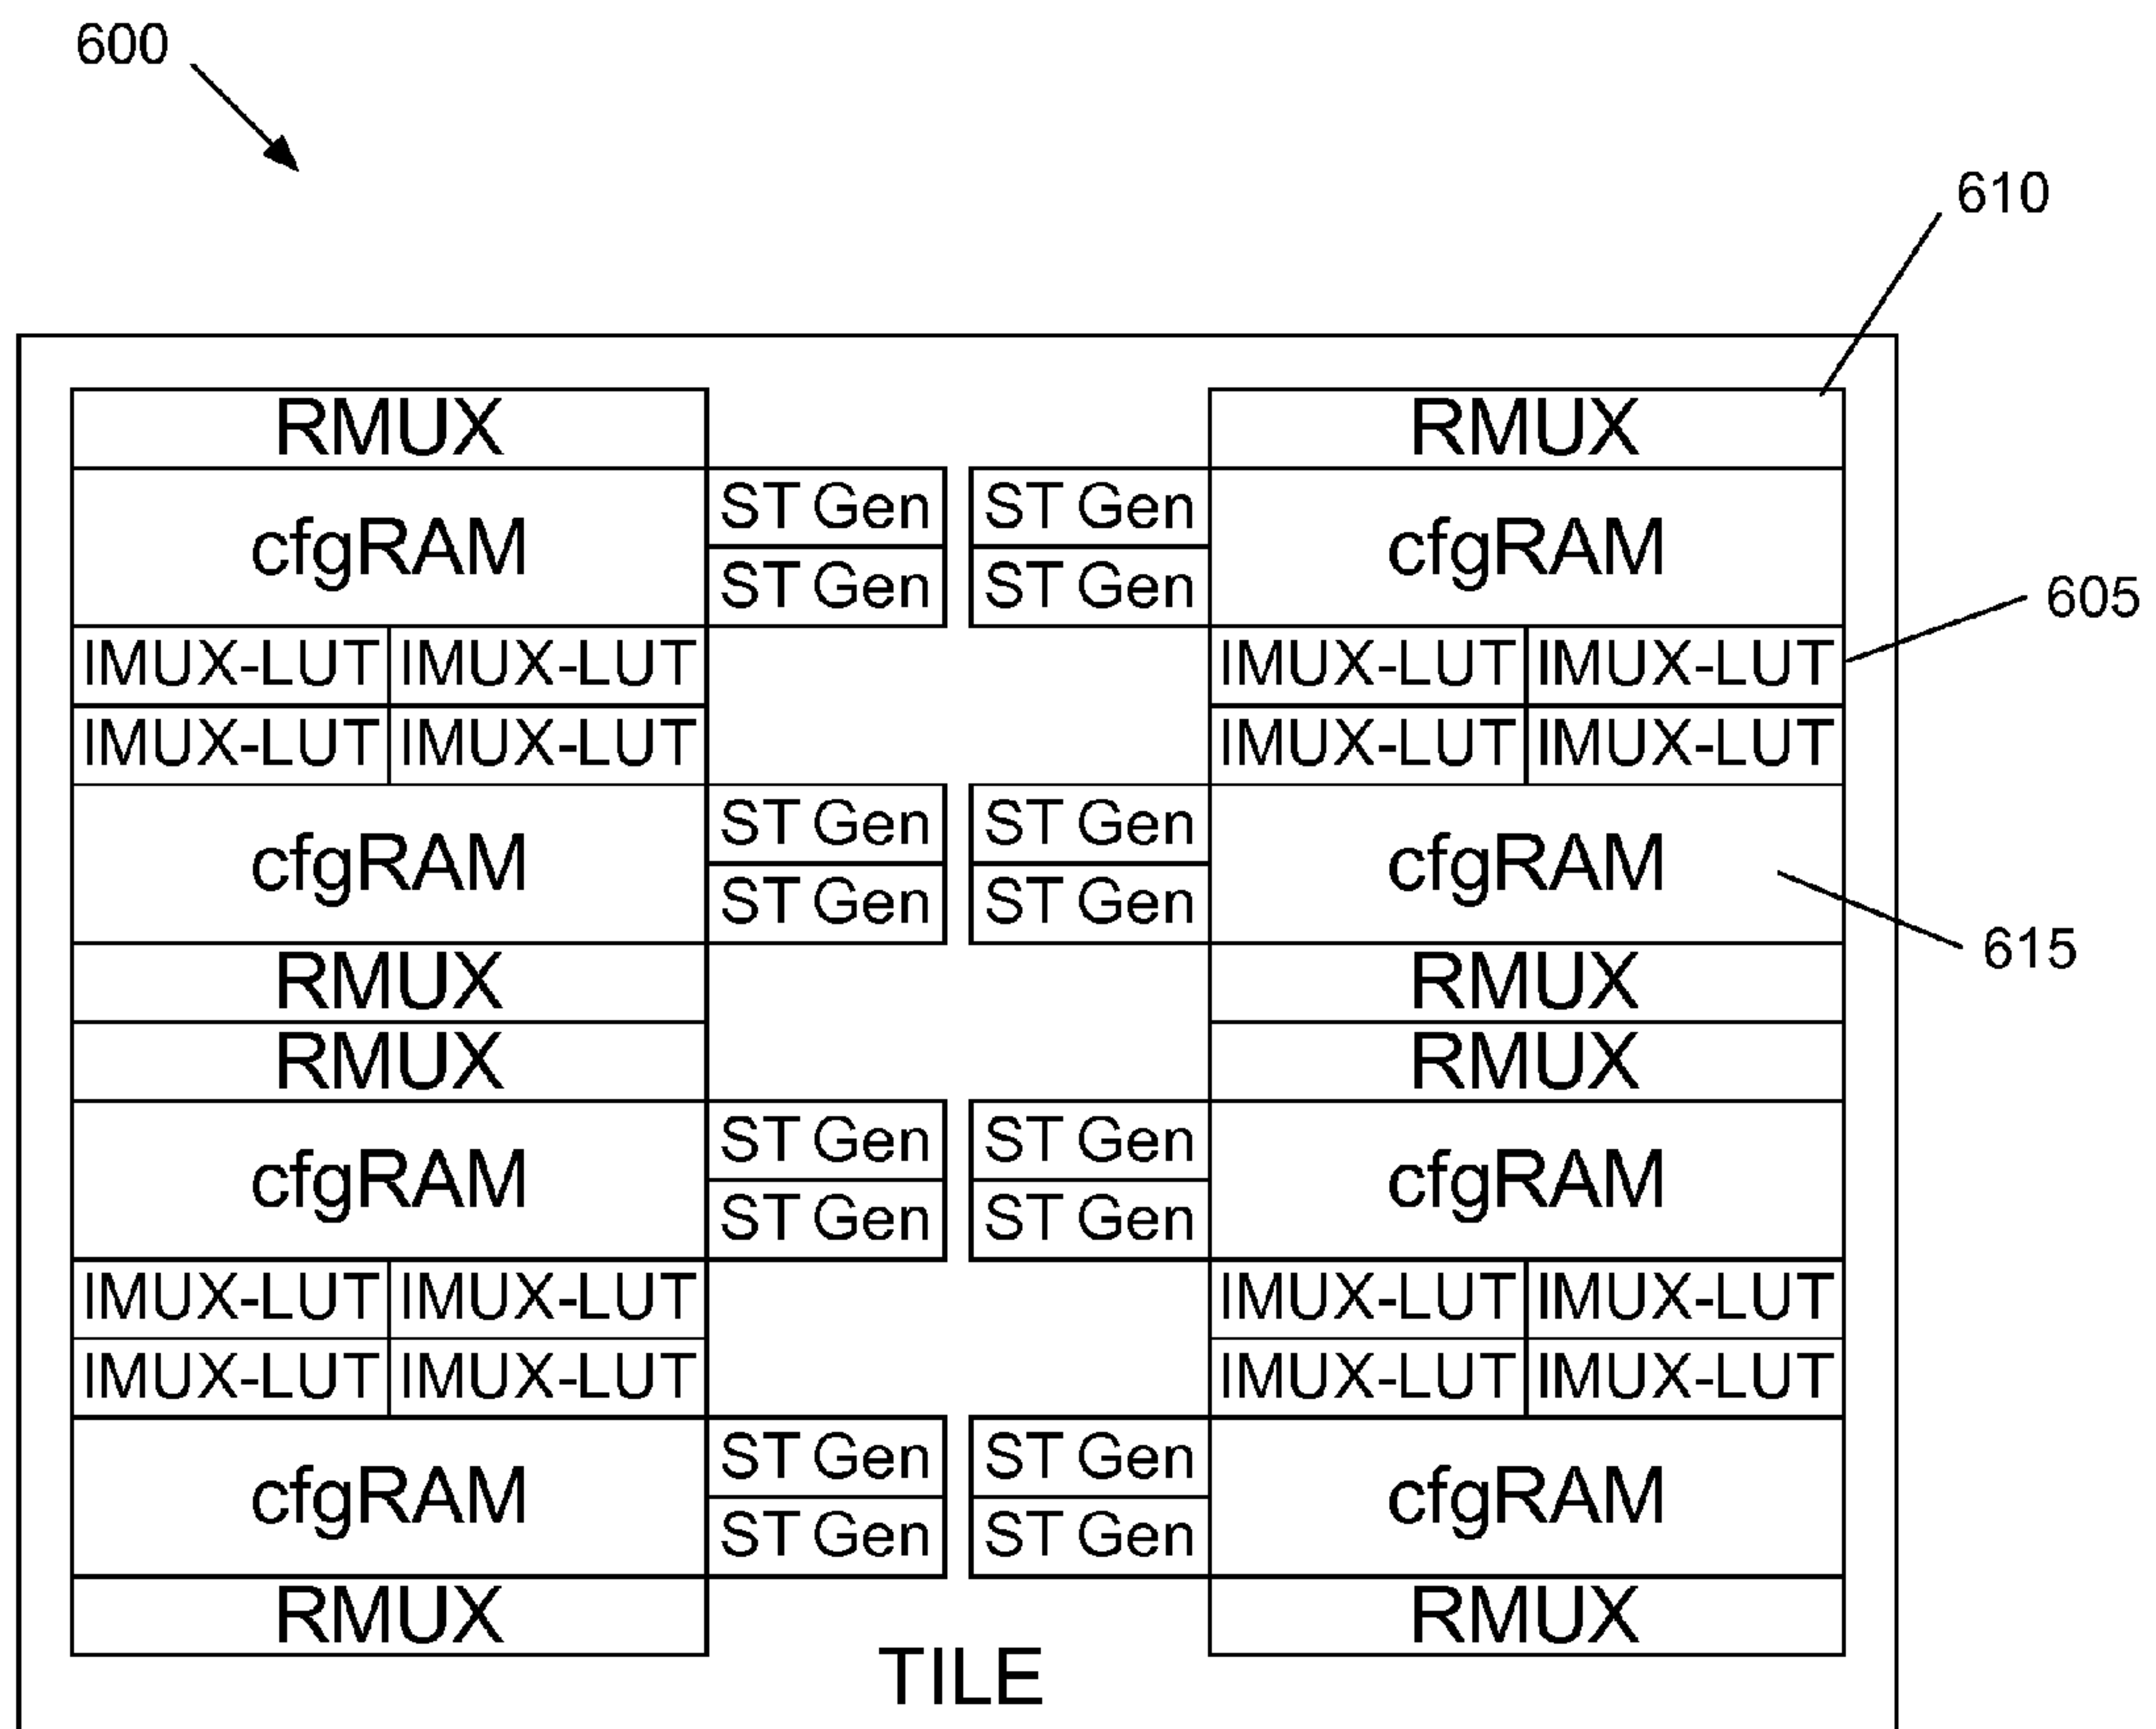 600
610
RMUX RMUX
cfgRAM ST Gen ST Gen cfgRAM
ST Gen ST Gen
605
IMUX-LUT IMUX-LUT IMUX-LUT IMUX-LUT
IMUX-LUT IMUX-LUT IMUX-LUT IMUX-LUT
cfgRAM ST Gen ST Gen cfgRAM
ST Gen ST Gen
615
RMUX RMUX
RMUX RMUX
cfgRAM ST Gen ST Gen cfgRAM
ST Gen ST Gen
IMUX-LUT IMUX-LUT IMUX-LUT IMUX-LUT
IMUX-LUT IMUX-LUT IMUX-LUT IMUX-LUT
cfgRAM ST Gen ST Gen cfgRAM
ST Gen ST Gen
RMUX RMUX
TILE